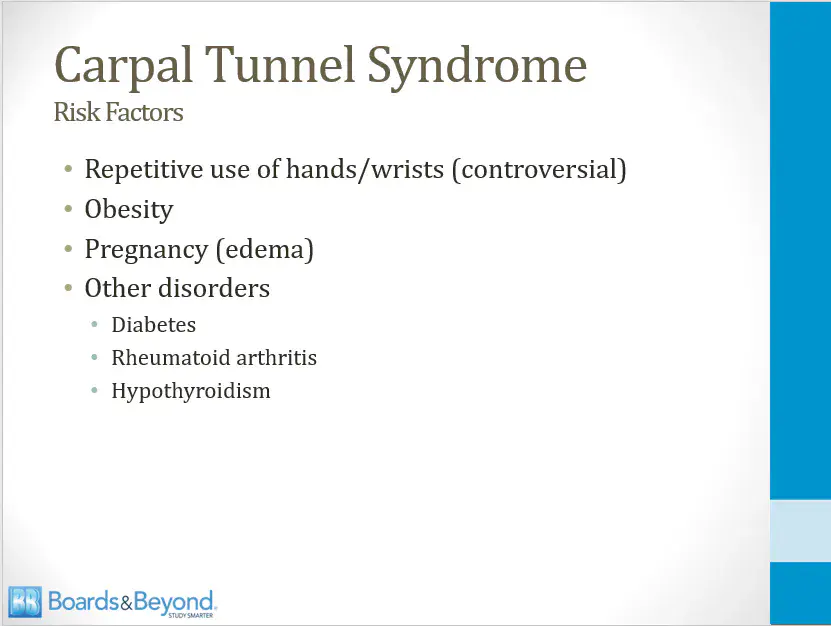 Carpal Tunnel Syndrome
Risk Factors
• Repetitive use of hands/wrists (controversial)
• Obesity
• Pregnancy (edema)
• Other disorders
• Diabetes
• Rheumatoid arthritis
• Hypothyroidism
BB Boards&Beyond.
STUDY SMARTER